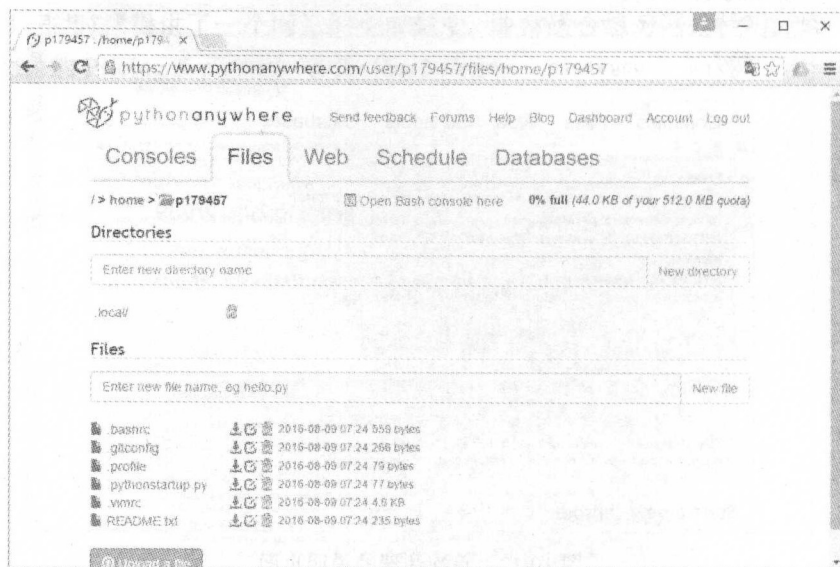 p179457 :/home/p179
https://www.pythonanywhere.com/user/p179457/files/home/p179457
pythonanywhere
Send feedback Forums Help Blog Dashboard Account Log out
Consoles Files Web Schedule Databases
/ > home > p179457 Open Bash console here 0% full (44.0 KB of your 512.0 MB quota)
Directories
Enter new directory name New directory
.local/
Files
Enter new file name, eg hello.py New file
.bashrc 2016-08-09 07:24 559 bytes
.gitconfig 2016-08-09 07:24 266 bytes
.profile 2016-08-09 07:24 79 bytes
.pythonstartup.py 2016-08-09 07:24 77 bytes
.vimrc 2016-08-09 07:24 4.6 KB
README.txt 2016-08-09 07:24 235 bytes
Upload a file